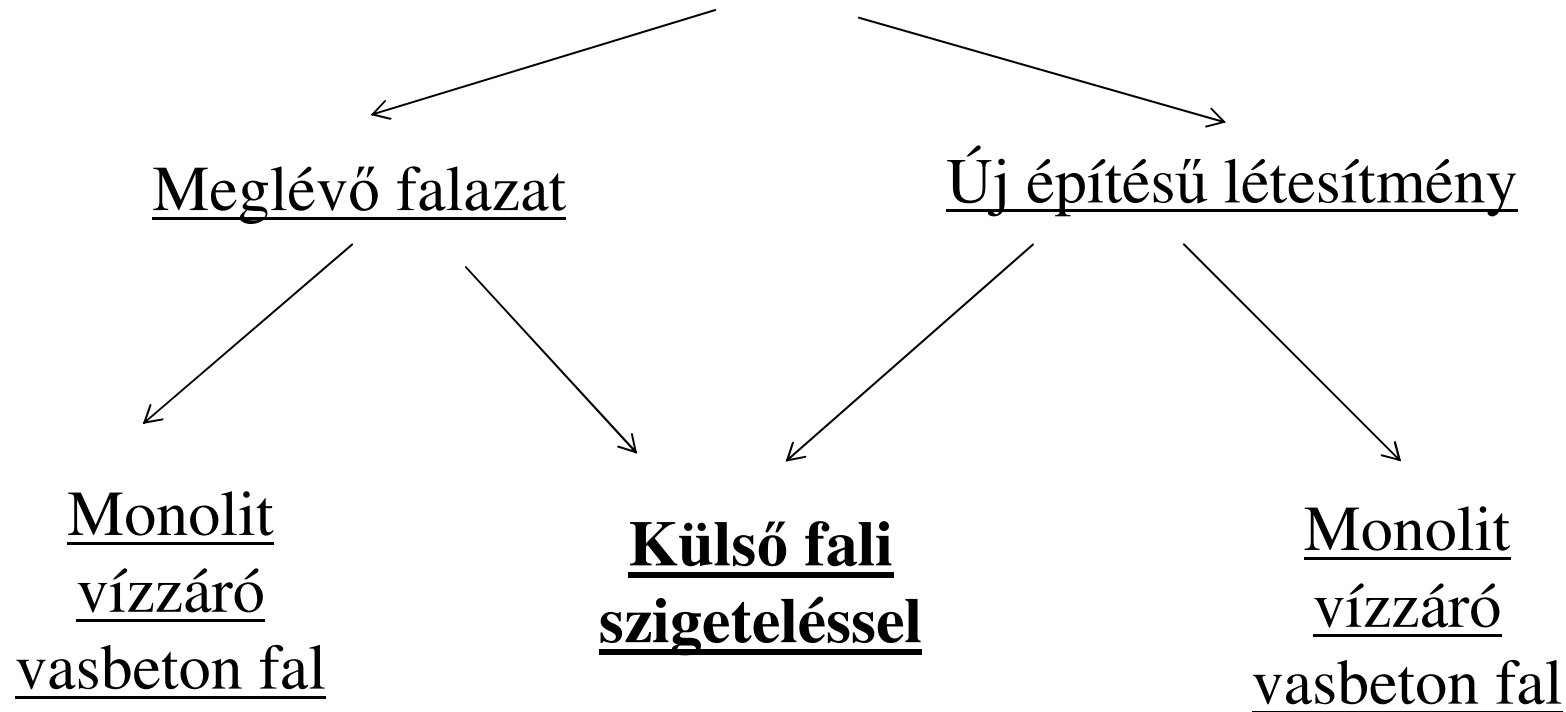 Meglévő falazat
Új építésű létesítmény
Monolit
vízzáró
vasbeton fal
Külső fali
szigeteléssel
Monolit
vízzáró
vasbeton fal